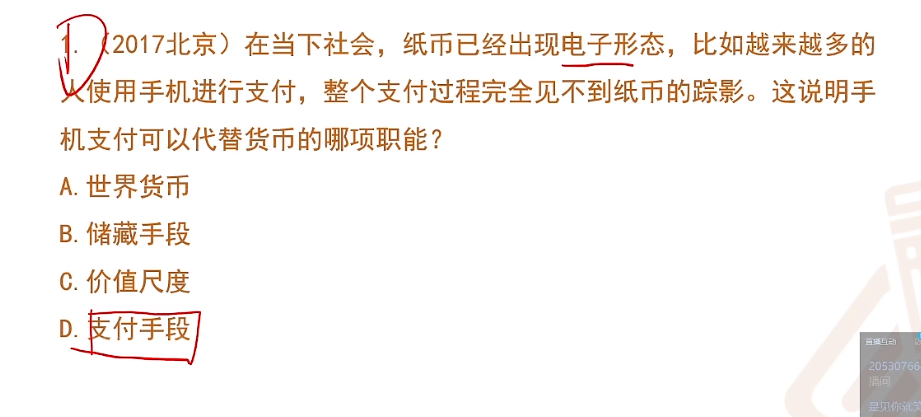 1.（2017北京）在当下社会，纸币已经出现电子形态，比如越来越多的
人使用手机进行支付，整个支付过程完全见不到纸币的踪影。这说明手
机支付可以代替货币的哪项职能？
A.世界货币
B.储藏手段
C.价值尺度
D.支付手段
直播互动
20530766